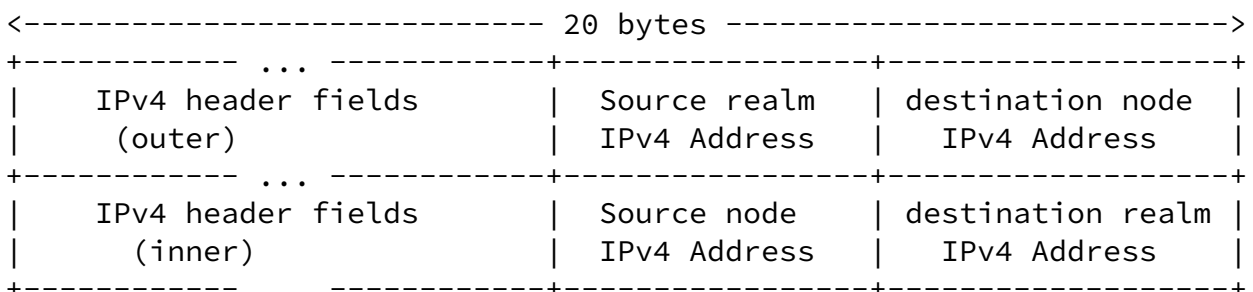 <---------------------------- 20 bytes ---------------------------->
+------------ ... ------------+-----------------+-------------------+
|    IPv4 header fields       |  Source realm   | destination node  |
|     (outer)                 |  IPv4 Address   |   IPv4 Address    |
+------------ ... ------------+-----------------+-------------------+
|    IPv4 header fields       |  Source node    | destination realm |
|      (inner)                |  IPv4 Address   |   IPv4 Address    |
+------------     ------------+-----------------+-------------------+